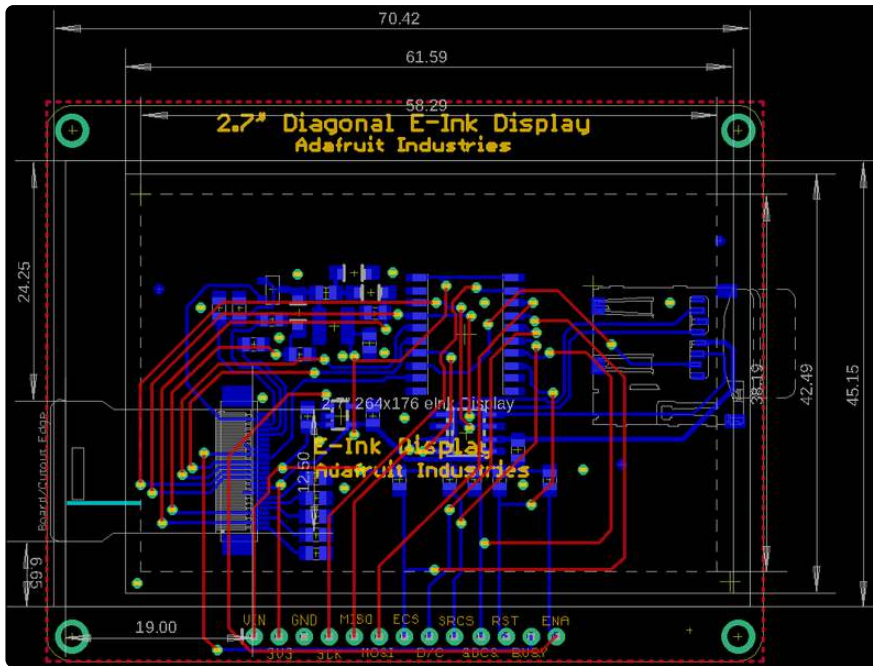 70.42
61.59
58.29
2.7" Diagonal E-Ink Display
Adafruit Industries
24.25
38.19
42.49
45.15
2.7" 264x176 eInk Display
E-Ink Display
Adafruit Industries
12.50
Board/Cutout Edge
6.65
19.00
VIN GND MISO ECS SRCS RST ENA
3V3 SCK MOSI D/C SDCS BUSY